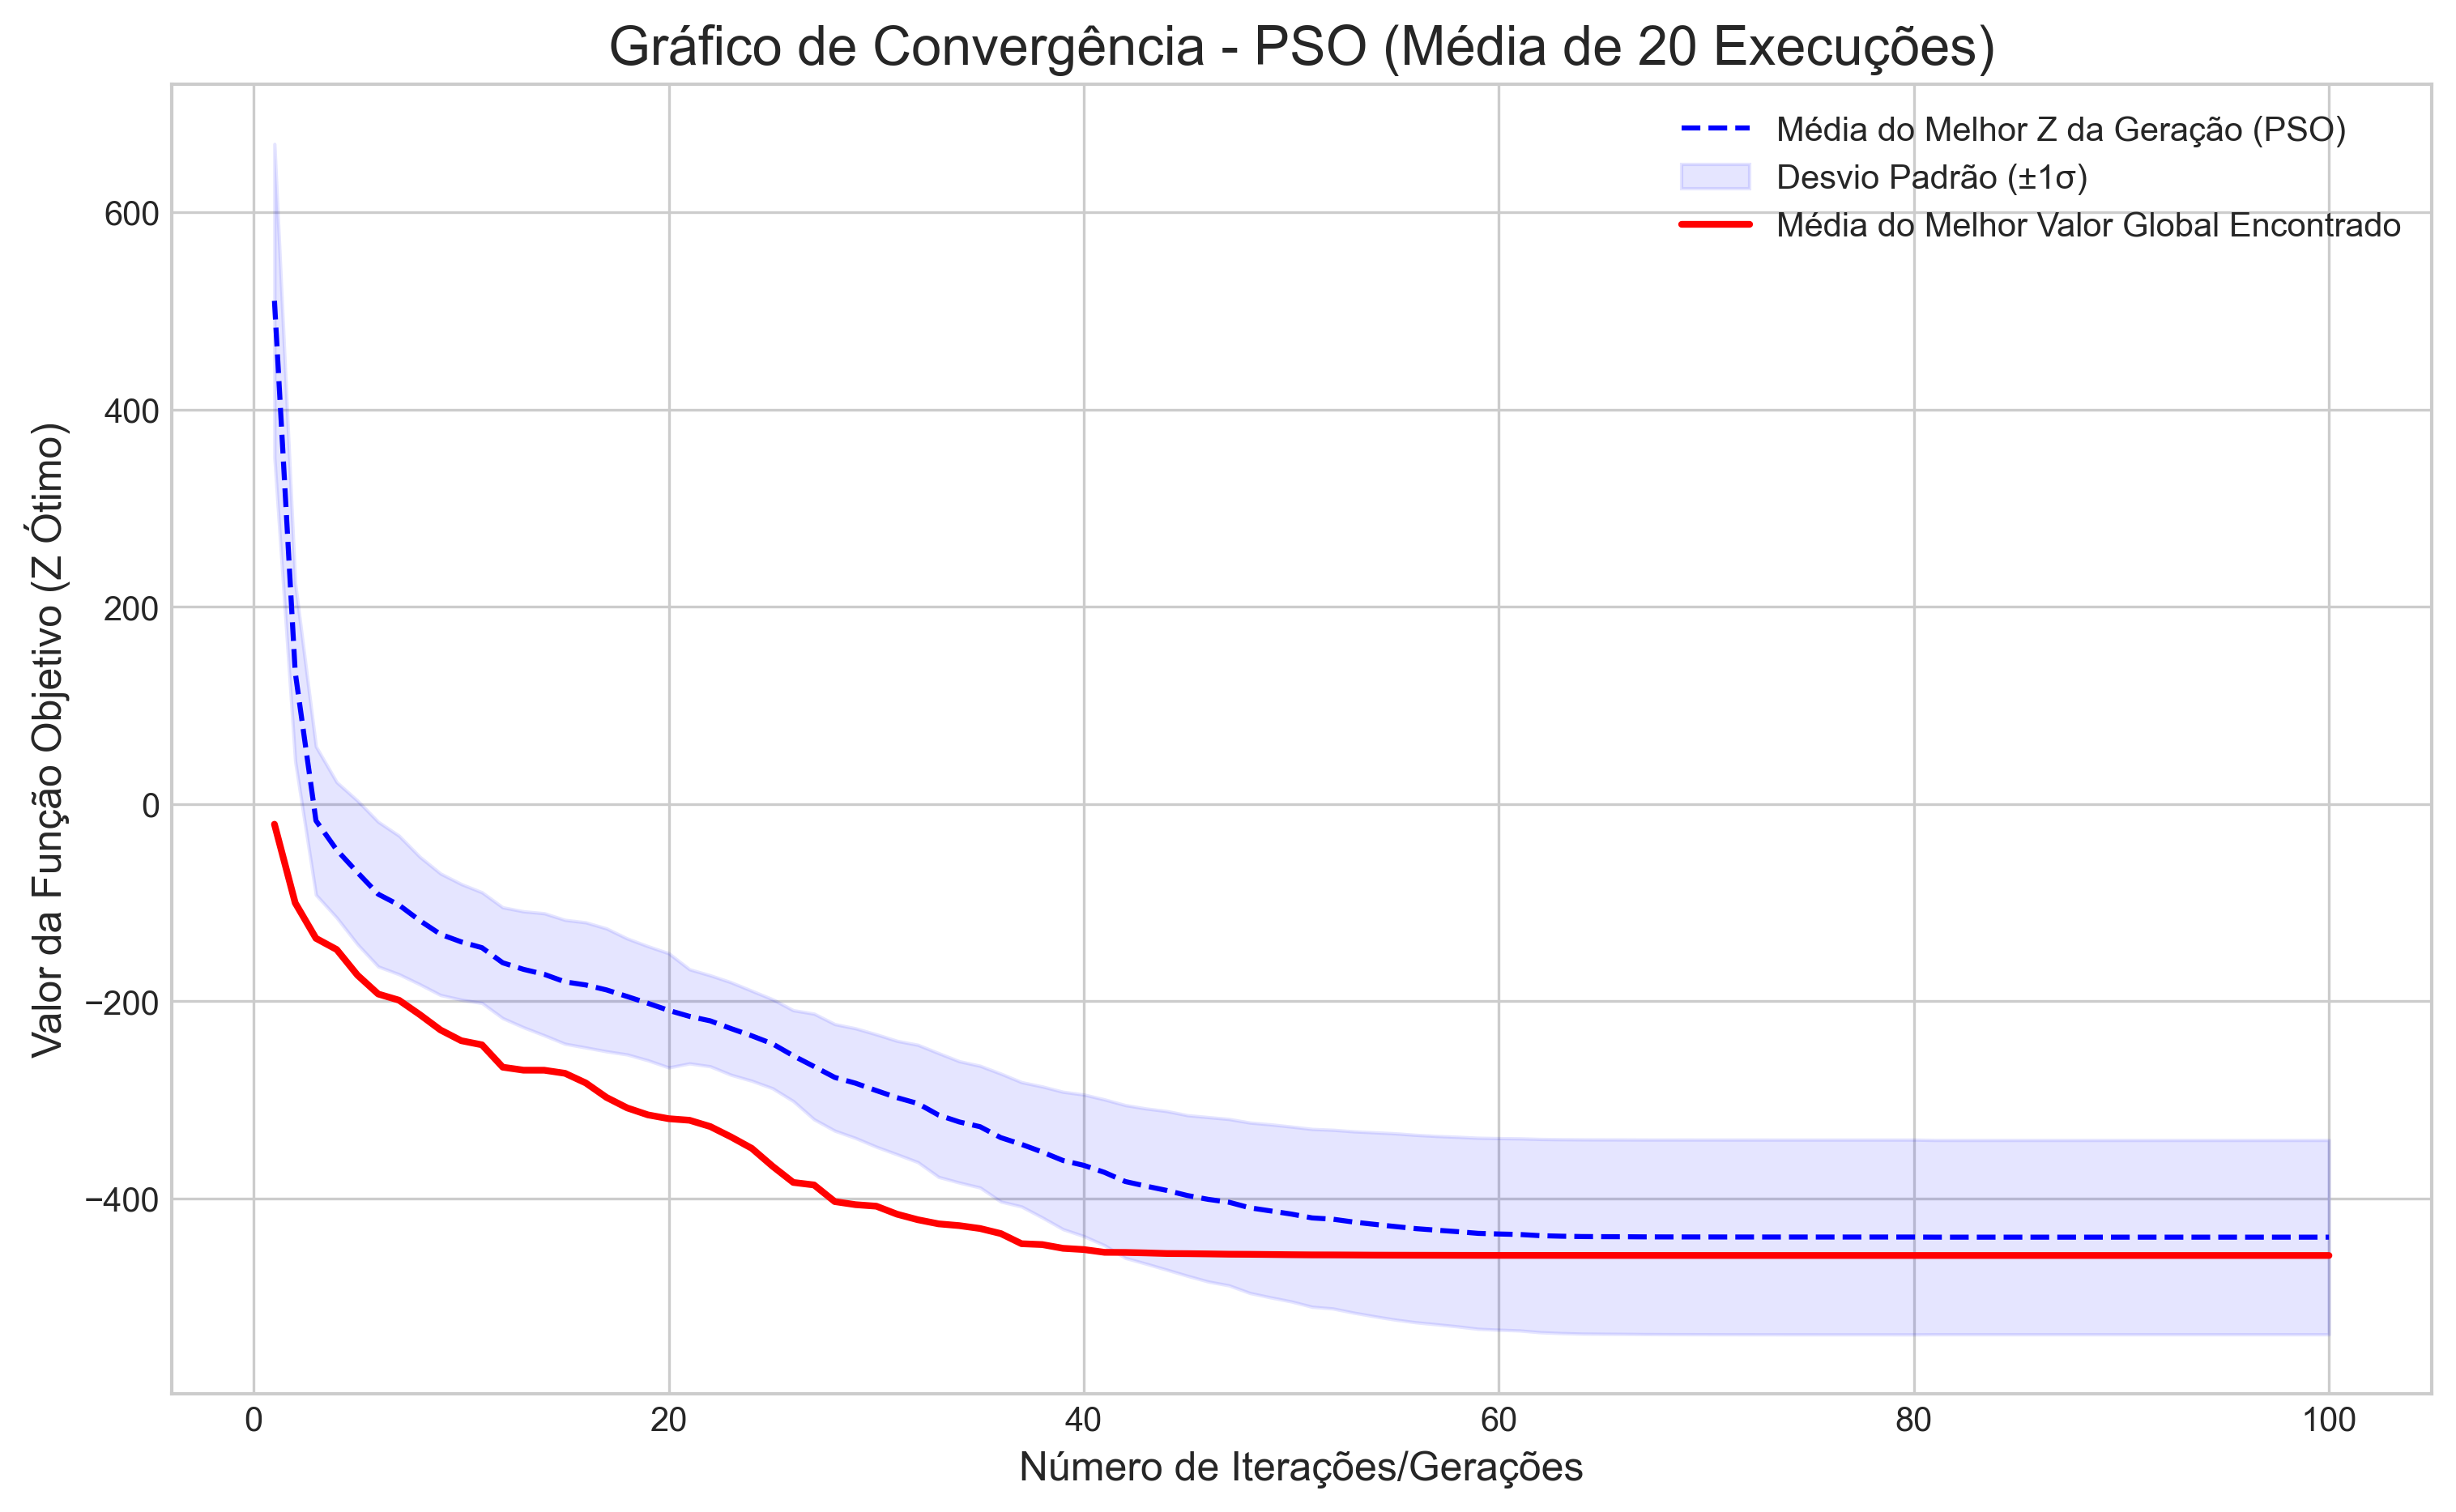 Gráfico de Convergência - PSO (Média de 20 Execuções)
Média do Melhor Z da Geração (PSO)
Desvio Padrão (±1σ)
Média do Melhor Valor Global Encontrado
Valor da Função Objetivo (Z Ótimo)
600
400
200
0
−200
−400
0 20 40 60 80 100
Número de Iterações/Gerações